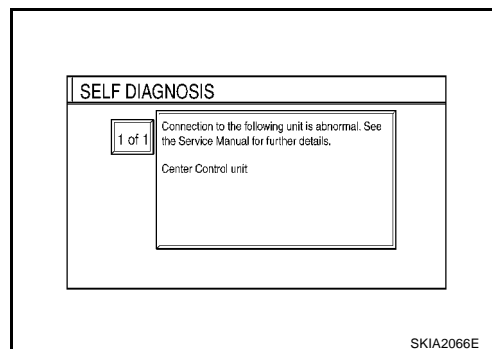 SELF DIAGNOSIS
1 of 1
Connection to the following unit is abnormal. See
the Service Manual for further details.
Center Control unit
SKIA2066E